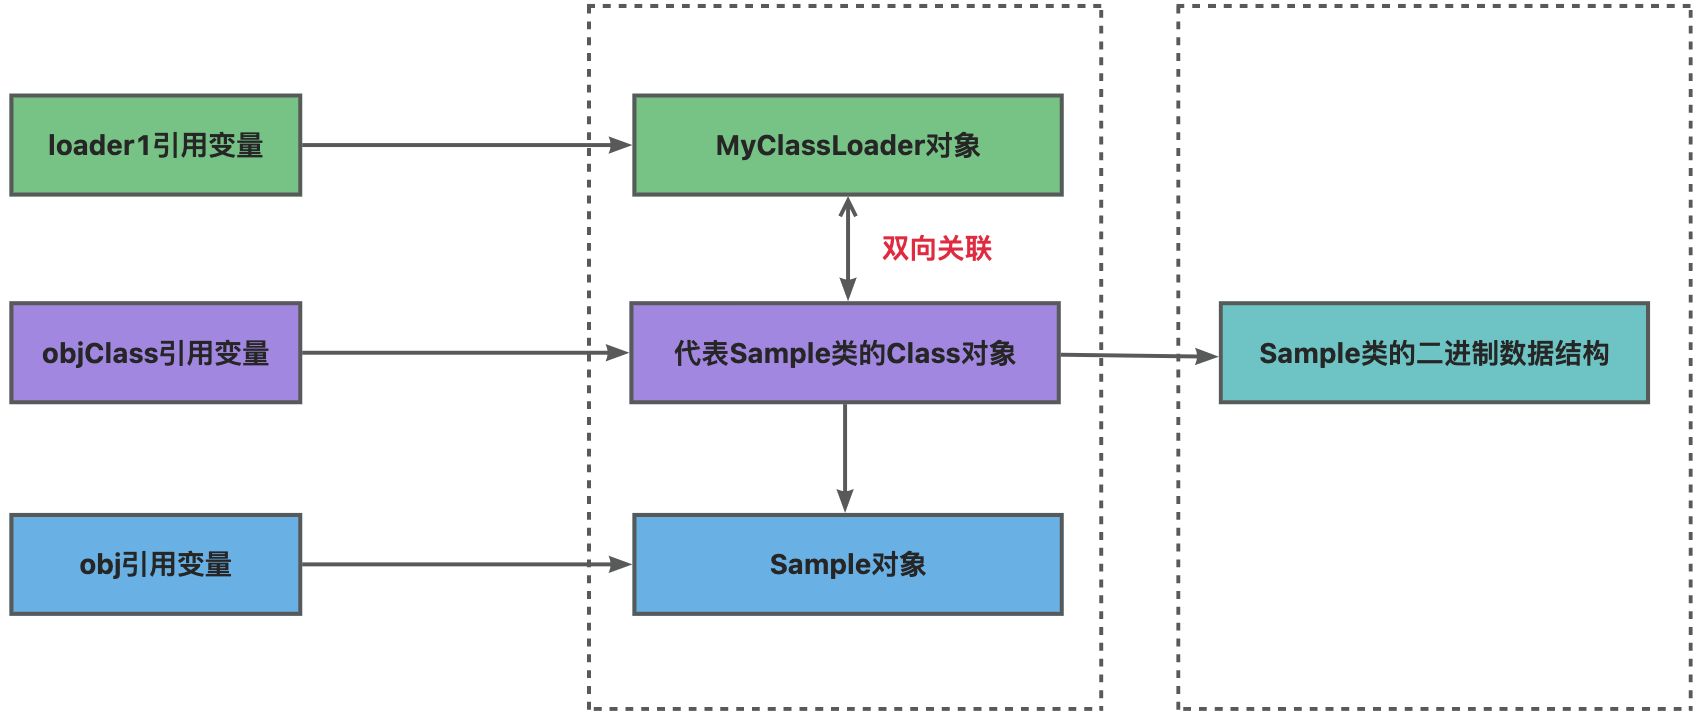 loader1引用变量
MyClassLoader对象
双向关联
objClass引用变量
代表Sample类的Class对象
Sample类的二进制数据结构
obj引用变量
Sample对象